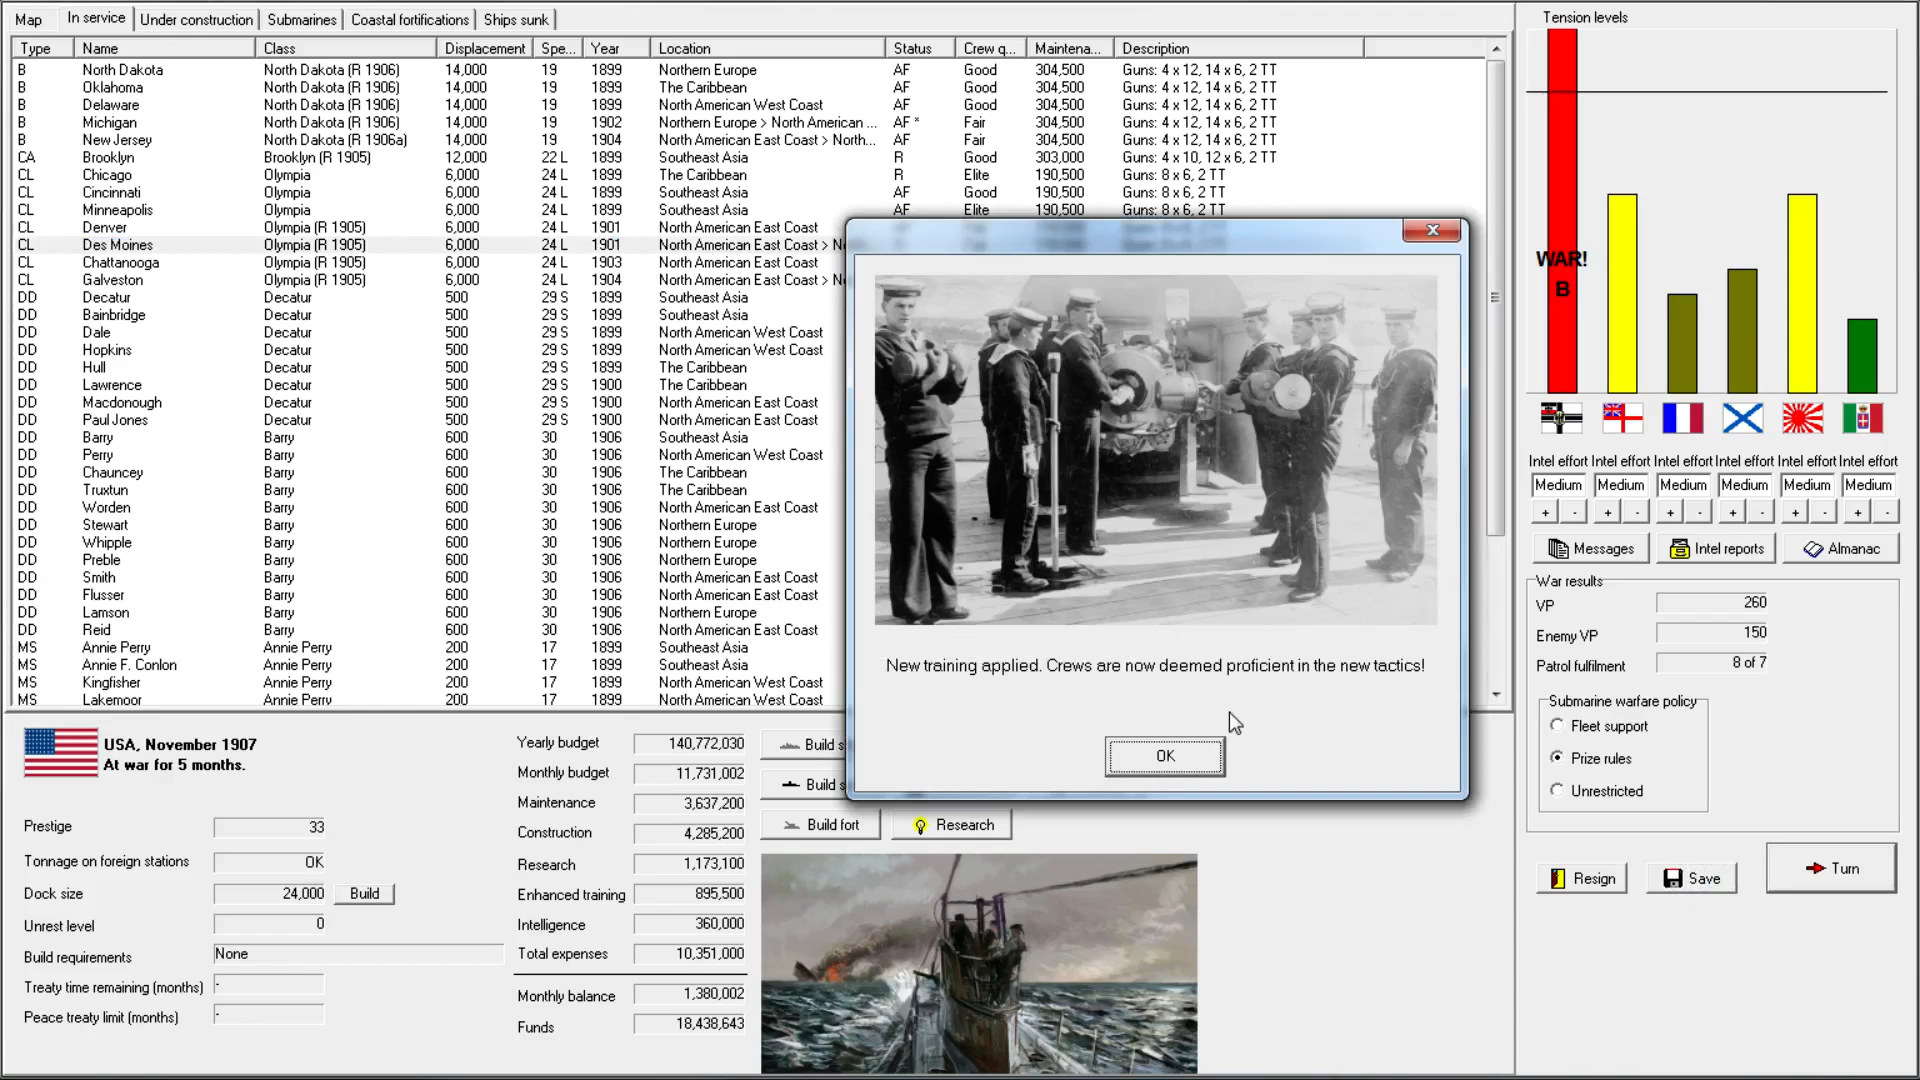 Map In service Under construction Submarines Coastal fortifications Ships sunk
Type Name Class Displacement Spe... Year Location Status Crew q... Maintena... Description
B North Dakota North Dakota (R 1906) 14,000 19 1899 Northern Europe AF Good 304,500 Guns: 4 x 12, 14 x 6, 2 TT
B Oklahoma North Dakota (R 1906) 14,000 19 1899 The Caribbean AF Good 304,500 Guns: 4 x 12, 14 x 6, 2 TT
B Delaware North Dakota (R 1906) 14,000 19 1899 North American West Coast AF Good 304,500 Guns: 4 x 12, 14 x 6, 2 TT
B Michigan North Dakota (R 1906) 14,000 19 1902 Northern Europe > North American ... AF * Fair 304,500 Guns: 4 x 12, 14 x 6, 2 TT
B New Jersey North Dakota (R 1906a) 14,000 19 1904 North American East Coast > North... AF Fair 304,500 Guns: 4 x 12, 14 x 6, 2 TT
CA Brooklyn Brooklyn (R 1905) 12,000 22 L 1899 Southeast Asia R Good 303,000 Guns: 4 x 10, 12 x 6, 2 TT
CL Chicago Olympia 6,000 24 L 1899 The Caribbean R Elite 190,500 Guns: 8 x 6, 2 TT
CL Cincinnati Olympia 6,000 24 L 1899 Southeast Asia AF Good 190,500 Guns: 8 x 6, 2 TT
CL Minneapolis Olympia 6,000 24 L 1899 Southeast Asia AF Elite 190,500 Guns: 8 x 6, 2 TT
CL Denver Olympia (R 1905) 6,000 24 L 1901 North American East Coast
CL Des Moines Olympia (R 1905) 6,000 24 L 1901 North American East Coast > No
CL Chattanooga Olympia (R 1905) 6,000 24 L 1903 North American East Coast
CL Galveston Olympia (R 1905) 6,000 24 L 1904 North American East Coast > No
DD Decatur Decatur 500 29 S 1899 Southeast Asia
DD Bainbridge Decatur 500 29 S 1899 Southeast Asia
DD Dale Decatur 500 29 S 1899 North American West Coast
DD Hopkins Decatur 500 29 S 1899 North American West Coast
DD Hull Decatur 500 29 S 1899 The Caribbean
DD Lawrence Decatur 500 29 S 1900 The Caribbean
DD Macdonough Decatur 500 29 S 1900 North American East Coast
DD Paul Jones Decatur 500 29 S 1900 North American East Coast
DD Barry Barry 600 30 1906 Southeast Asia
DD Perry Barry 600 30 1906 North American West Coast
DD Chauncey Barry 600 30 1906 The Caribbean
DD Truxtun Barry 600 30 1906 The Caribbean
DD Worden Barry 600 30 1906 North American East Coast
DD Stewart Barry 600 30 1906 Northern Europe
DD Whipple Barry 600 30 1906 Northern Europe
DD Preble Barry 600 30 1906 Northern Europe
DD Smith Barry 600 30 1906 North American East Coast
DD Flusser Barry 600 30 1906 North American East Coast
DD Lamson Barry 600 30 1906 Northern Europe
DD Reid Barry 600 30 1906 North American East Coast
MS Annie Perry Annie Perry 200 17 1899 Southeast Asia
MS Annie F. Conlon Annie Perry 200 17 1899 Southeast Asia
MS Kingfisher Annie Perry 200 17 1899 North American West Coast
MS Lakemoor Annie Perry 200 17 1899 North American West Coast
New training applied. Crews are now deemed proficient in the new tactics!
OK
USA, November 1907
At war for 5 months.
Prestige 33
Tonnage on foreign stations OK
Dock size 24,000 Build
Unrest level 0
Build requirements None
Treaty time remaining (months) -
Peace treaty limit (months) -
Yearly budget 140,772,030
Monthly budget 11,731,002
Maintenance 3,637,200
Construction 4,285,200
Research 1,173,100
Enhanced training 895,500
Intelligence 360,000
Total expenses 10,351,000
Monthly balance 1,380,002
Funds 18,438,643
Build s
Build s
Build fort Research
Tension levels
WAR!
B
Intel effort Intel effort Intel effort Intel effort Intel effort Intel effort
Medium Medium Medium Medium Medium Medium
+ - + - + - + - + - + -
Messages Intel reports Almanac
War results
VP 260
Enemy VP 150
Patrol fulfilment 8 of 7
Submarine warfare policy
Fleet support
Prize rules
Unrestricted
Resign Save Turn